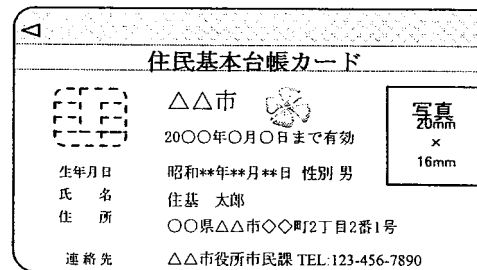 住民基本台帳カード
△△市
20○○年○月○日まで有効
写真
20mm
×
16mm
生年月日 昭和**年**月**日 性別 男
氏 名 住基 太郎
住 所 ○○県△△市◇◇町2丁目2番1号
連絡先 △△市役所市民課 TEL:123-456-7890